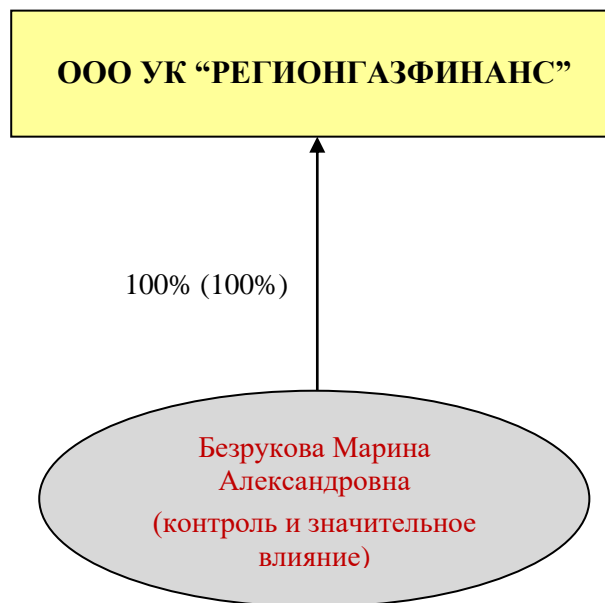 ООО УК “РЕГИОНГАЗФИНАНС”
100% (100%)
Безрукова Марина
Александровна
(контроль и значительное
влияние)